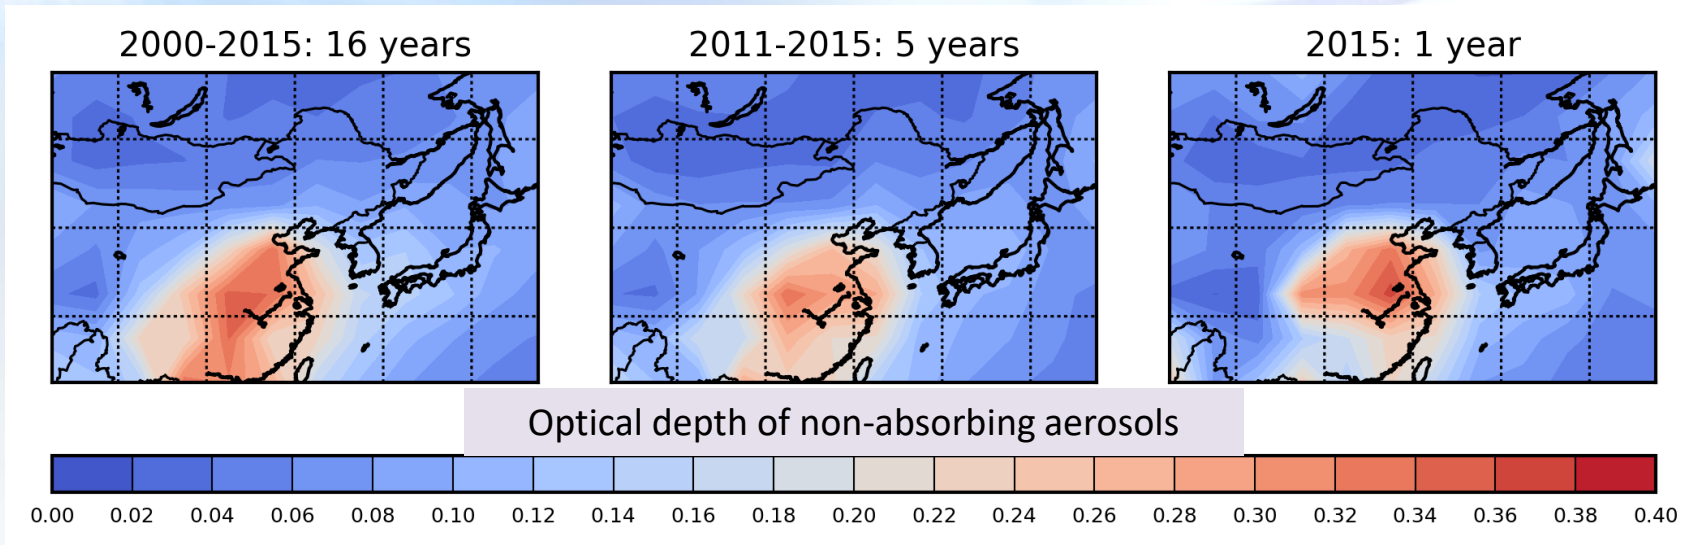 2000-2015: 16 years
2011-2015: 5 years
2015: 1 year
Optical depth of non-absorbing aerosols
0.00 0.02 0.04 0.06 0.08 0.10 0.12 0.14 0.16 0.18 0.20 0.22 0.24 0.26 0.28 0.30 0.32 0.34 0.36 0.38 0.40